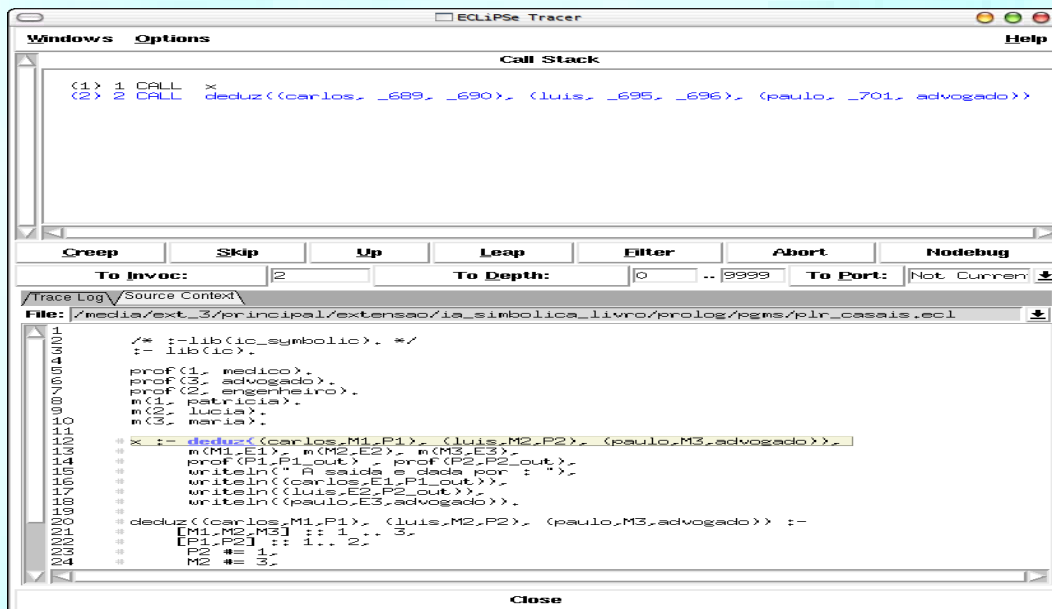 ECLiPSe Tracer
Windows Options Help
Call Stack
(1) 1 CALL x
(2) 2 CALL deduz((carlos, _689, _690), (luis, _695, _696), (paulo, _701, advogado))
Creep Skip Up Leap Filter Abort Nodebug
To Invoc: 2 To Depth: 0 .. 9999 To Port: Not Curren
Trace Log Source Context
File: /media/ext_3/principal/extensao/ia_simbolica_livro/prolog/pgms/plr_casais.ecl
1
2 /* :-lib(ic_symbolic). */
3 :- lib(ic).
4
5 prof(1, medico).
6 prof(3, advogado).
7 prof(2, engenheiro).
8 m(1, patricia).
9 m(2, lucia).
10 m(3, maria).
11
12 # x :- deduz((carlos,M1,P1), (luis,M2,P2), (paulo,M3,advogado)),
13 # m(M1,E1), m(M2,E2), m(M3,E3),
14 # prof(P1,P1_out) , prof(P2,P2_out),
15 # writeln(" A saida e dada por : "),
16 # writeln((carlos,E1,P1_out)),
17 # writeln((luis,E2,P2_out)),
18 # writeln((paulo,E3,advogado)).
19 #
20 # deduz((carlos,M1,P1), (luis,M2,P2), (paulo,M3,advogado)) :-
21 # [M1,M2,M3] :: 1 .. 3,
22 # [P1,P2] :: 1.. 2,
23 # P2 #= 1,
24 # M2 #= 3,
Close